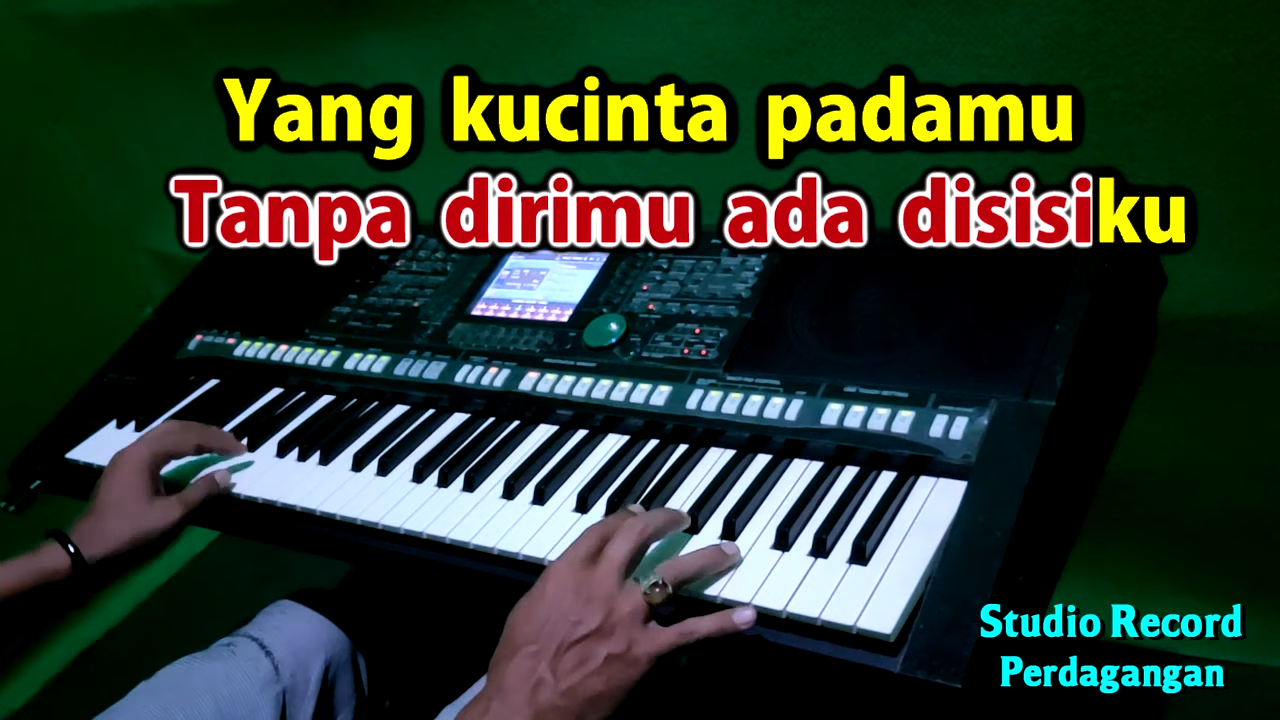 Yang kucinta padamu
Tanpa dirimu ada disisiku
Studio Record
Perdagangan